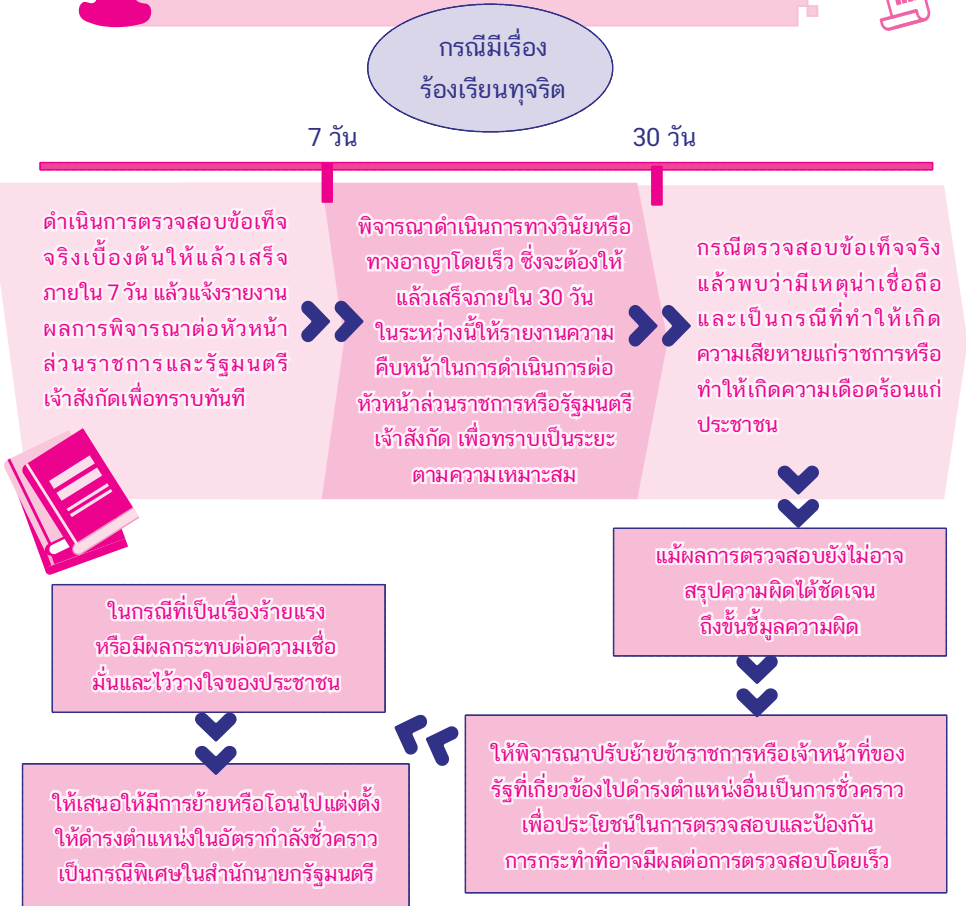 กรณีมีเรื่อง
ร้องเรียนทุจริต
7 วัน
30 วัน
ดำเนินการตรวจสอบข้อเท็จ
จริงเบื้องต้นให้แล้วเสร็จ
ภายใน 7 วัน แล้วแจ้งรายงาน
ผลการพิจารณาต่อหัวหน้า
ส่วนราชการและรัฐมนตรี
เจ้าสังกัดเพื่อทราบทันที
พิจารณาดำเนินการทางวินัยหรือ
ทางอาญาโดยเร็ว ซึ่งจะต้องให้
แล้วเสร็จภายใน 30 วัน
ในระหว่างนี้ให้รายงานความ
คืบหน้าในการดำเนินการต่อ
หัวหน้าส่วนราชการหรือรัฐมนตรี
เจ้าสังกัด เพื่อทราบเป็นระยะ
ตามความเหมาะสม
กรณีตรวจสอบข้อเท็จจริง
แล้วพบว่ามีเหตุน่าเชื่อถือ
และเป็นกรณีที่ทำให้เกิด
ความเสียหายแก่ราชการหรือ
ทำให้เกิดความเดือดร้อนแก่
ประชาชน
แม้ผลการตรวจสอบยังไม่อาจ
สรุปความผิดได้ชัดเจน
ถึงขั้นชี้มูลความผิด
ให้พิจารณาปรับย้ายข้าราชการหรือเจ้าหน้าที่ของ
รัฐที่เกี่ยวข้องไปดำรงตำแหน่งอื่นเป็นการชั่วคราว
เพื่อประโยชน์ในการตรวจสอบและป้องกัน
การกระทำที่อาจมีผลต่อการตรวจสอบโดยเร็ว
ในกรณีที่เป็นเรื่องร้ายแรง
หรือมีผลกระทบต่อความเชื่อ
มั่นและไว้วางใจของประชาชน
ให้เสนอให้มีการย้ายหรือโอนไปแต่งตั้ง
ให้ดำรงตำแหน่งในอัตรากำลังชั่วคราว
เป็นกรณีพิเศษในสำนักนายกรัฐมนตรี